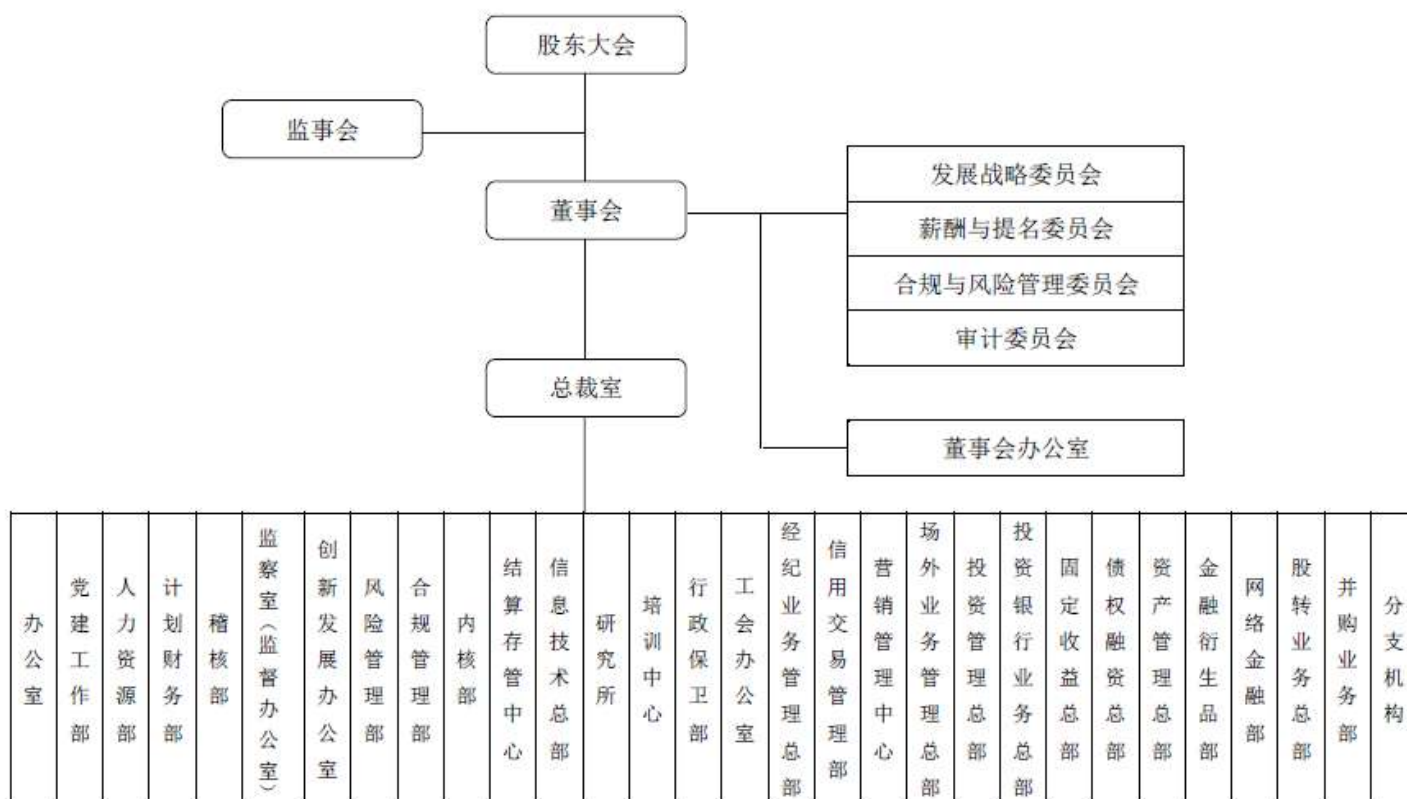 股东大会
监事会
董事会
发展战略委员会
薪酬与提名委员会
合规与风险管理委员会
审计委员会
总裁室
董事会办公室
办公室
党建工作部
人力资源部
计划财务部
稽核部
监察室（监督办公室）
创新发展办公室
风险管理部
合规管理部
内核部
结算存管中心
信息技术总部
研究所
培训中心
行政保卫部
工会办公室
经纪业务管理总部
信用交易管理部
营销管理中心
场外业务管理总部
投资管理总部
投资银行业务总部
固定收益总部
债权融资总部
资产管理总部
金融衍生品部
网络金融部
股转业务总部
并购业务部
分支机构